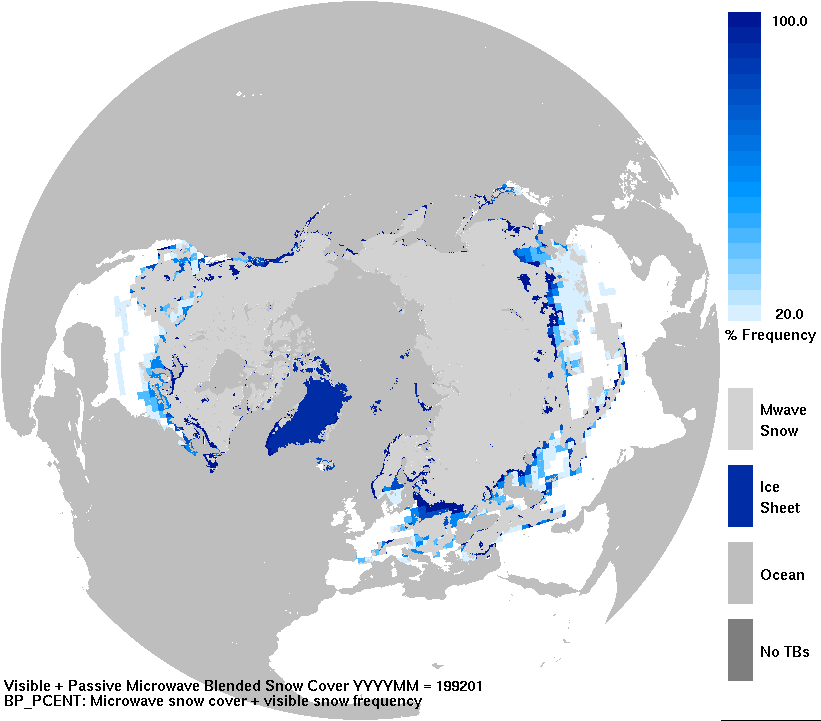 100.0
20.0
% Frequency
Mwave
Snow
Ice
Sheet
Ocean
No TBs
Visible + Passive Microwave Blended Snow Cover YYYYMM = 199201
BP_PCENT: Microwave snow cover + visible snow frequency